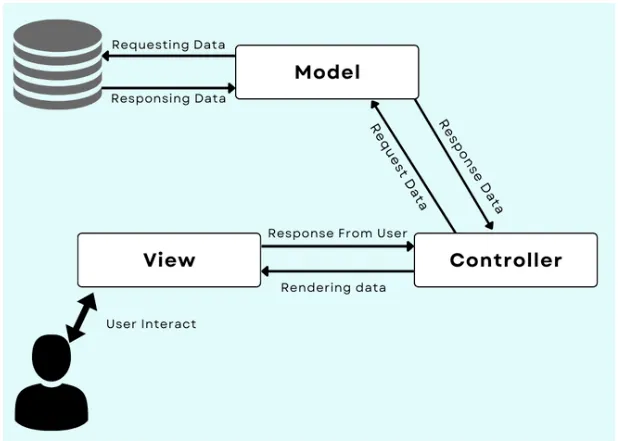 Requesting Data
Model
Responsing Data
Request Data
Response Data
View
Response From User
Controller
Rendering data
User Interact